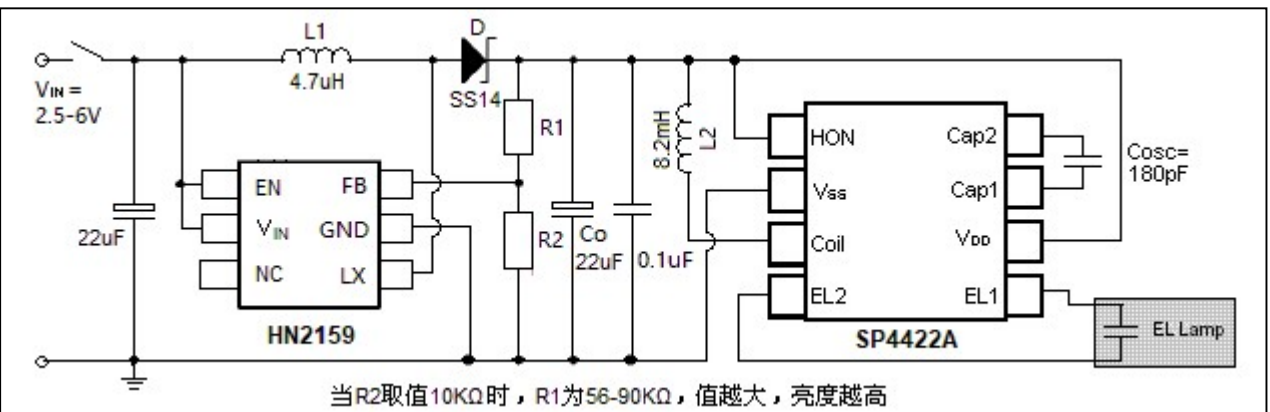 L1
4.7uH
D
SS14
VIN =
2.5-6V
R1
8.2mH
L2
HON
Cap2
Cosc=
180pF
EN
FB
Vss
Cap1
22uF
VIN
GND
R2
Co
22uF
0.1uF
Coil
VDD
NC
LX
EL2
EL1
HN2159
SP4422A
EL Lamp
当R2取值10KΩ时，R1为56-90KΩ，值越大，亮度越高